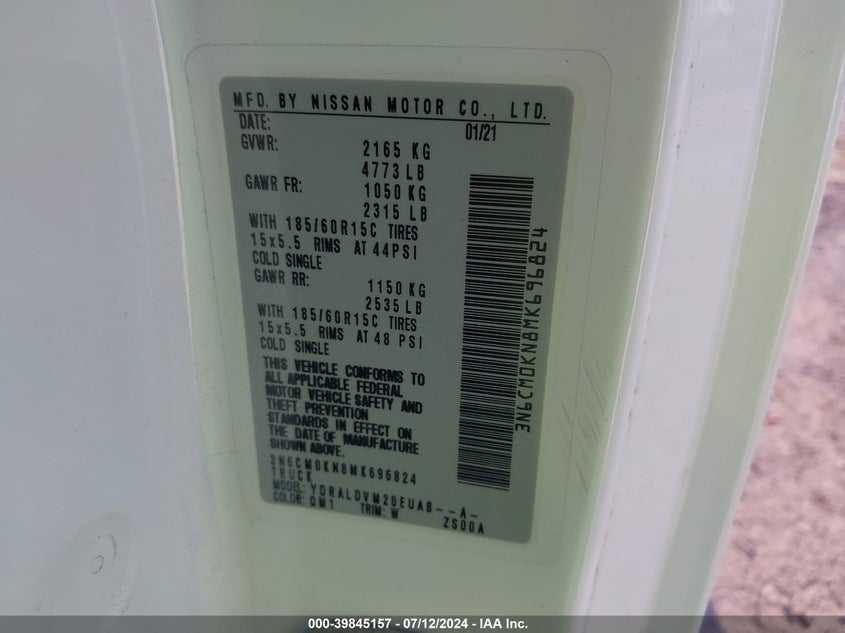 MFD. BY NISSAN MOTOR CO., LTD.
DATE: 01/21
GVWR: 2165 KG
4773 LB
GAWR FR: 1050 KG
2315 LB
WITH 185/60R15C TIRES
15x5.5 RIMS AT 44PSI
COLD SINGLE
GAWR RR: 1150 KG
2535 LB
WITH 185/60R15C TIRES
15x5.5 RIMS AT 48 PSI
COLD SINGLE
THIS VEHICLE CONFORMS TO
ALL APPLICABLE FEDERAL
MOTOR VEHICLE SAFETY AND
THEFT PREVENTION
STANDARDS IN EFFECT ON
THE DATE OF MANUFACTURE
SHOWN ABOVE.
3N6CM0KN8MK696824
TRUCK
MODEL: YDRALDVM20EUAB--A-
COLOR: QM1 TRIM: W ZS00A
3N6CM0KN8MK696824
000-39845157 - 07/12/2024 - IAA Inc.